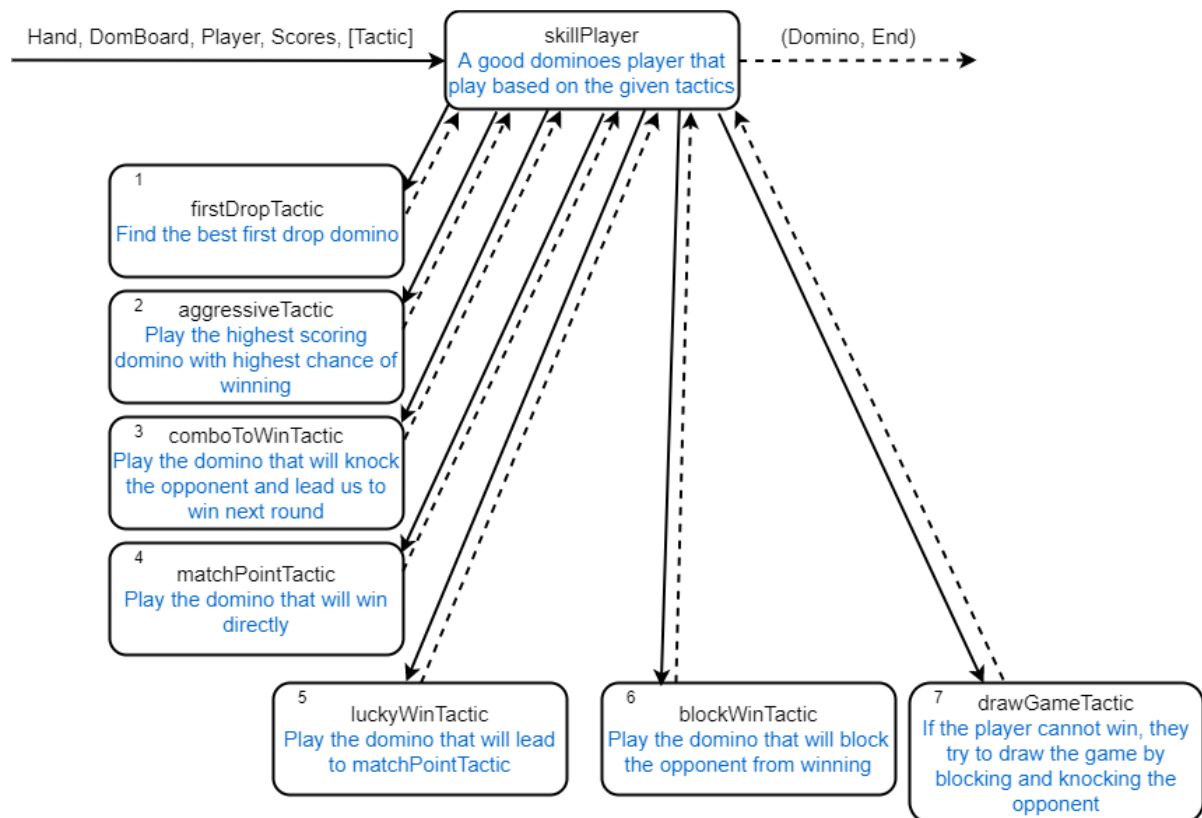 Hand, DomBoard, Player, Scores, [Tactic]
skillPlayer
A good dominoes player that
play based on the given tactics
(Domino, End)
1
firstDropTactic
Find the best first drop domino
2
aggressiveTactic
Play the highest scoring
domino with highest chance of
winning
3
comboToWinTactic
Play the domino that will knock
the opponent and lead us to
win next round
4
matchPointTactic
Play the domino that will win
directly
5
luckyWinTactic
Play the domino that will lead
to matchPointTactic
6
blockWinTactic
Play the domino that will block
the opponent from winning
7
drawGameTactic
If the player cannot win, they
try to draw the game by
blocking and knocking the
opponent